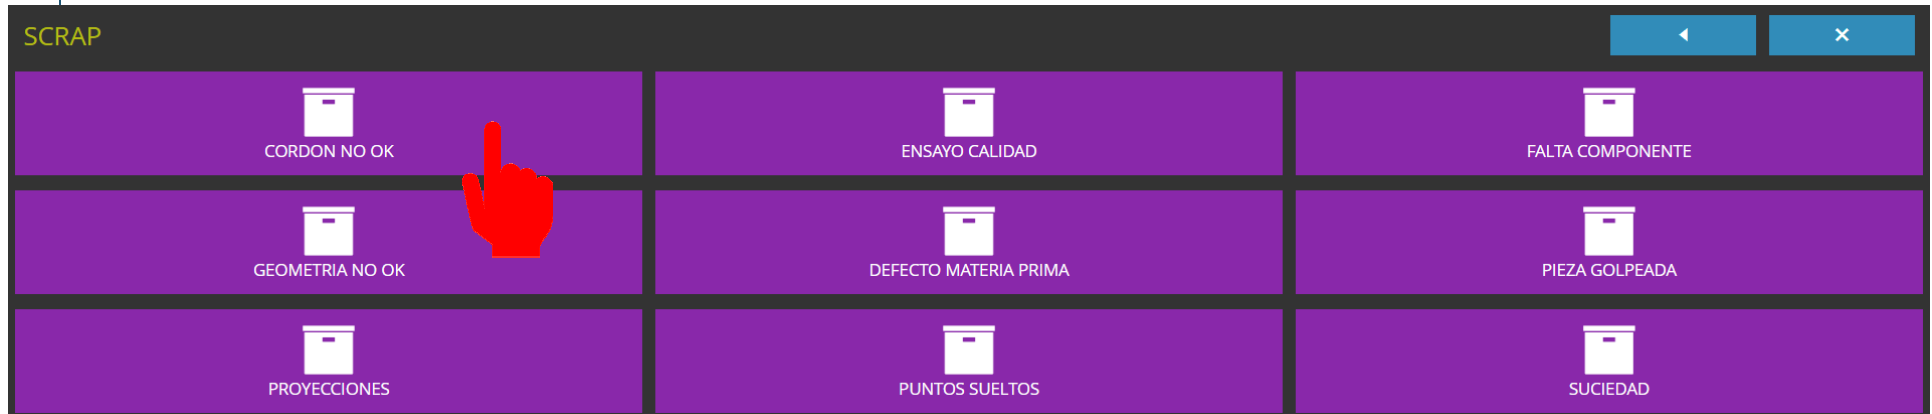 SCRAP
CORDON NO OK
ENSAYO CALIDAD
FALTA COMPONENTE
GEOMETRIA NO OK
DEFECTO MATERIA PRIMA
PIEZA GOLPEADA
PROYECCIONES
PUNTOS SUELTOS
SUCIEDAD